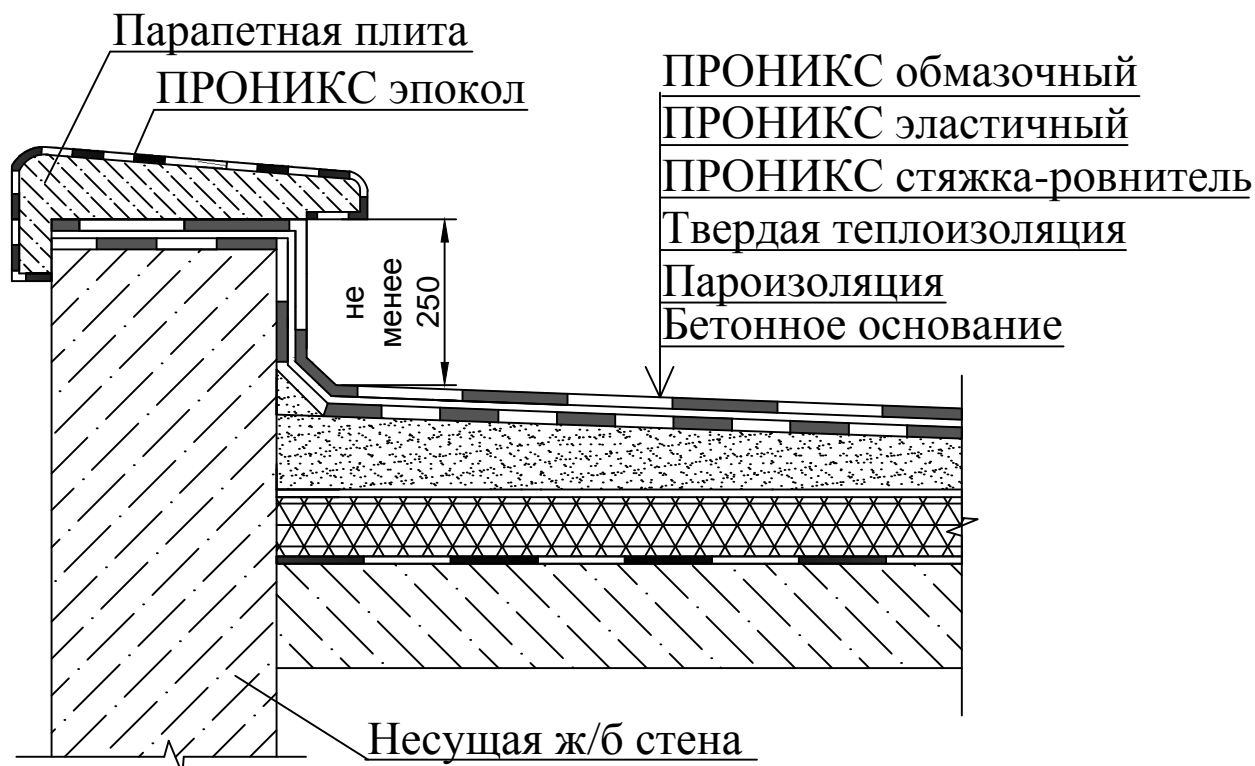 Парапетная плита
ПРОНИКС эпокол
ПРОНИКС обмазочный
ПРОНИКС эластичный
ПРОНИКС стяжка-ровнитель
Твердая теплоизоляция
Пароизоляция
Бетонное основание
не
менее
250
Несущая ж/б стена